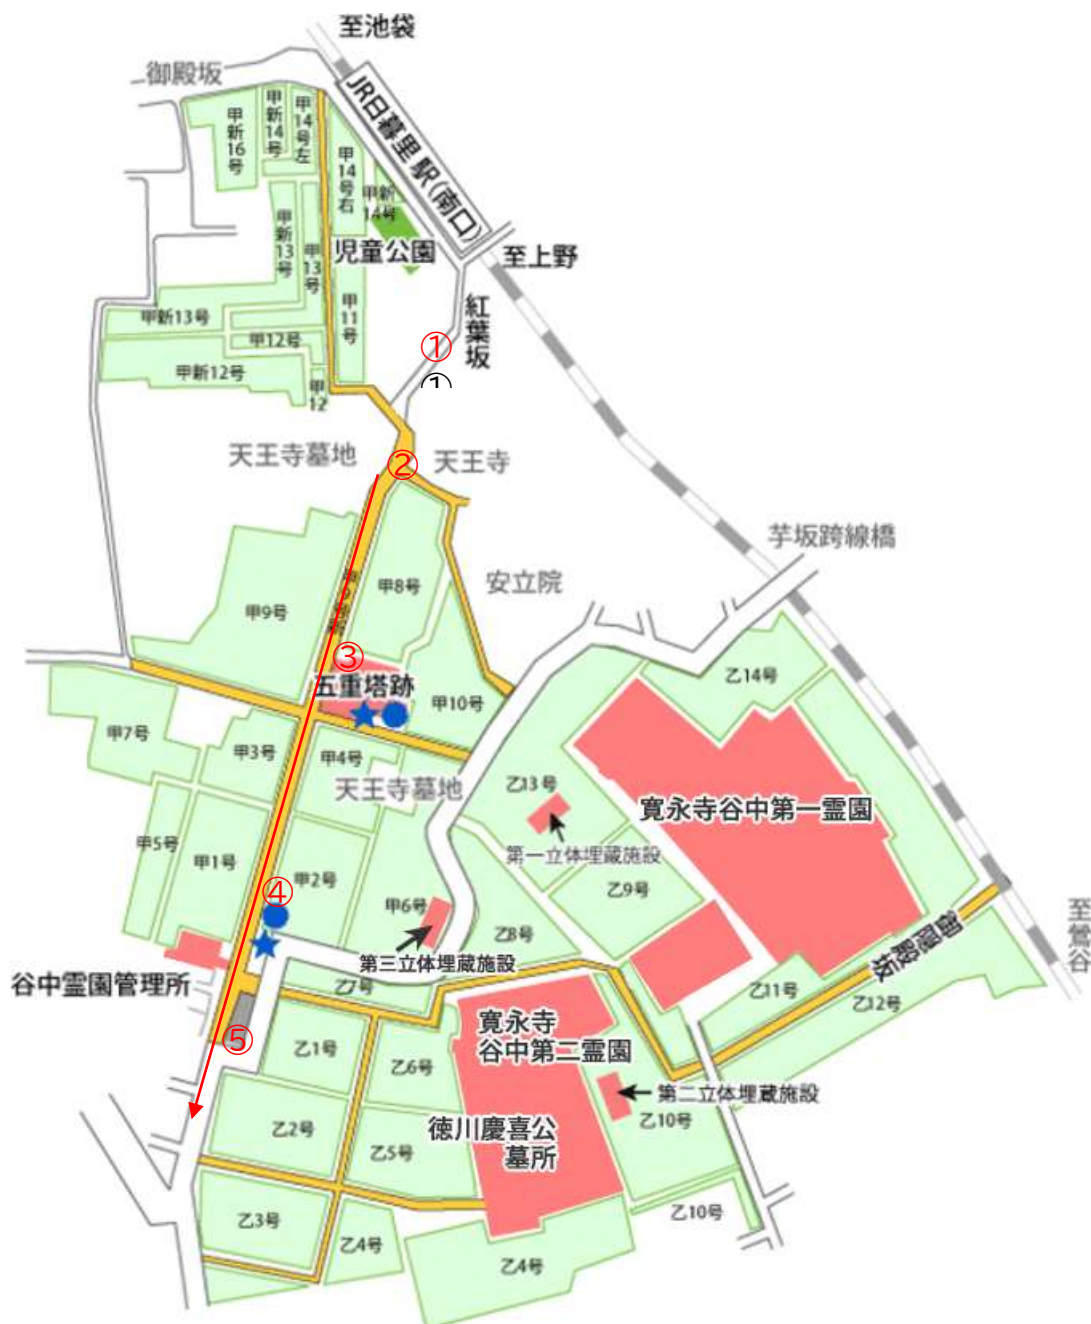 至池袋
御殿坂
JR日暮里駅(南口)
甲新16号
甲新14号
甲14号左
甲14号右
甲新14号
児童公園
至上野
甲新13号
甲13号
紅葉坂
甲新13号
甲11号
甲12号
①
甲新12号
甲12
①
天王寺墓地
②
天王寺
芋坂跨線橋
甲8号
安立院
甲9号
③
五重塔跡
乙14号
甲10号
甲7号
甲3号
甲4号
天王寺墓地
乙13号
寛永寺谷中第一霊園
甲5号
甲1号
甲2号
第一立体埋蔵施設
乙9号
④
甲6号
乙8号
至鶯谷
御隠殿坂
第三立体埋蔵施設
谷中霊園管理所
乙7号
乙11号
乙12号
⑤
乙1号
寛永寺
谷中第二霊園
乙6号
第二立体埋蔵施設
乙2号
乙5号
徳川慶喜公
墓所
乙10号
乙3号
乙4号
乙10号
乙4号